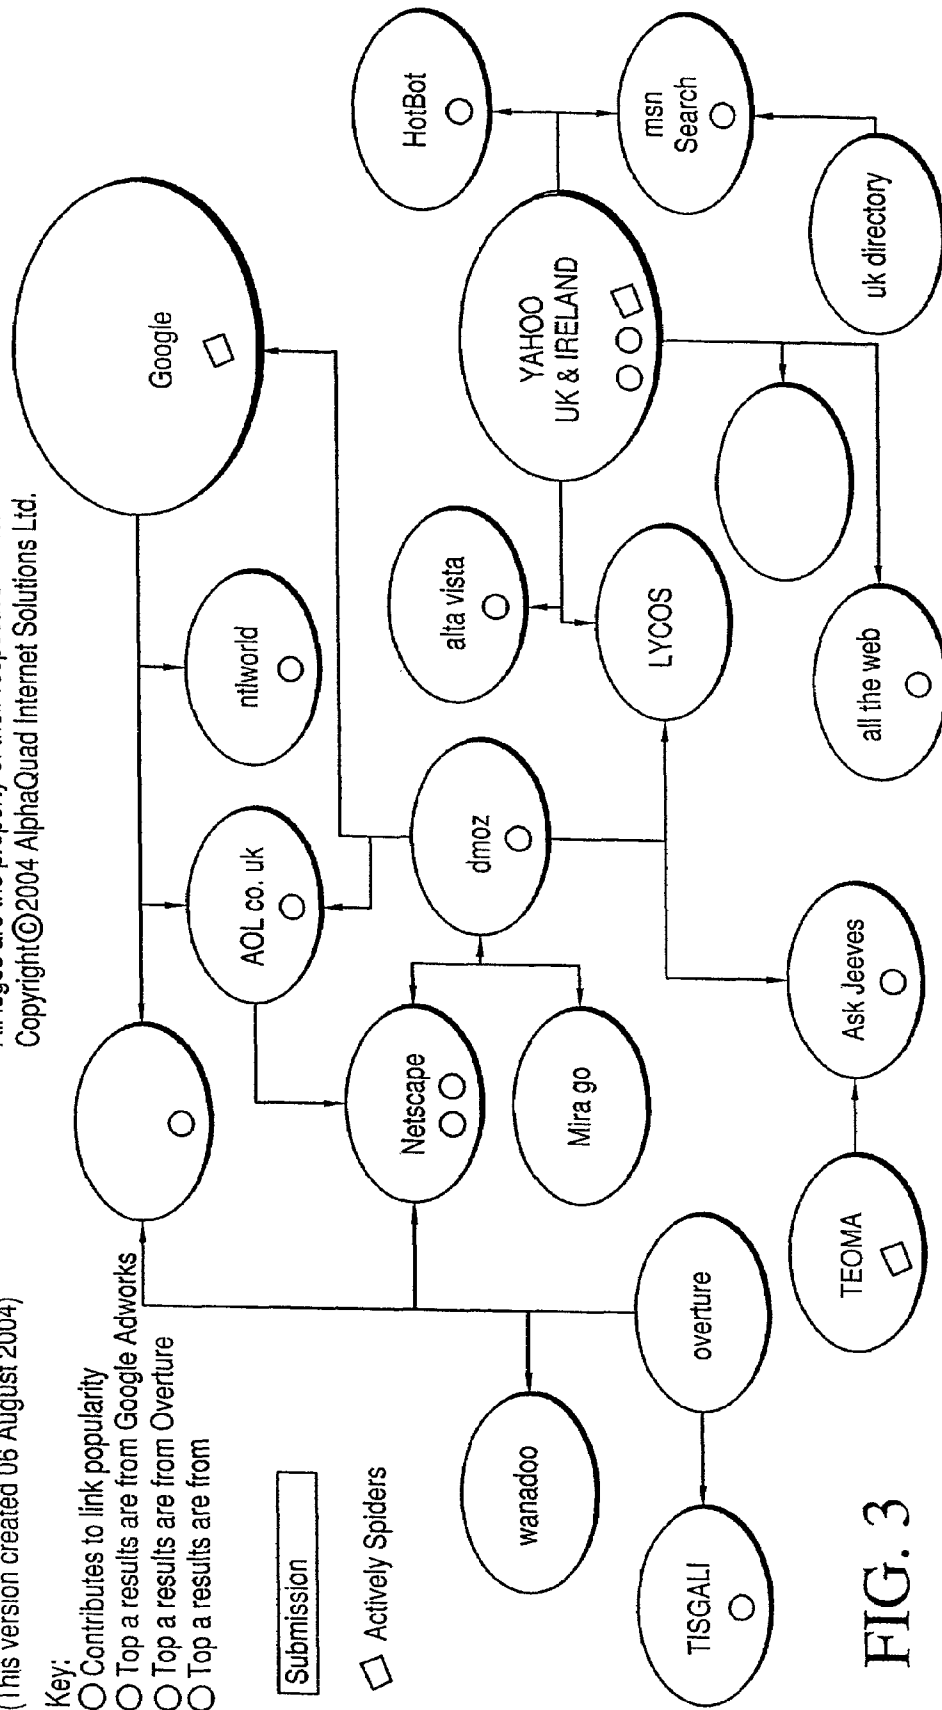 (This version created 06 August 2004)
Copyright©2004 AlphaQuad Internet Solutions Ltd.
Key:
Contributes to link popularity
Top a results are from Google Adworks
Top a results are from Overture
Top a results are from
Submission
Actively Spiders
Google
ntlworld
AOL co. uk
HotBot
Netscape
Mira go
dmoz
alta vista
LYCOS
YAHOO
UK & IRELAND
msn
Search
uk directory
wanadoo
overture
TISGALI
TEOMA
Ask Jeeves
all the web
FIG. 3